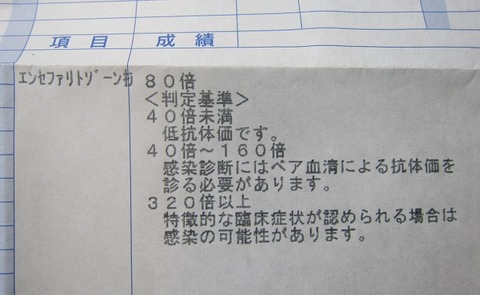 項目 成績
エンセファリトゾーン 80倍
<判定基準>
40倍未満
低抗体価です。
40倍~160倍
感染診断にはペア血清による抗体価を
診る必要があります。
320倍以上
特徴的な臨床症状が認められる場合は
感染の可能性があります。